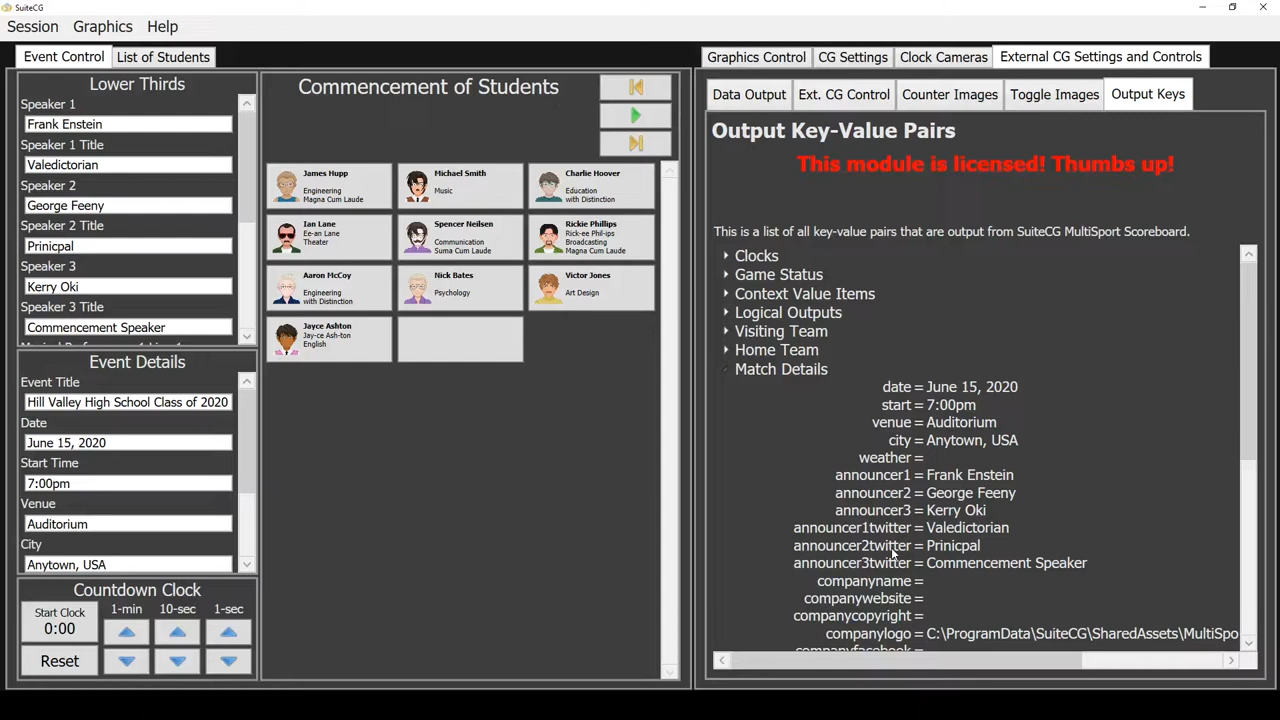 SuiteCG
Session Graphics Help
Event Control List of Students
Lower Thirds
Speaker 1
Frank Enstein
Speaker 1 Title
Valedictorian
Speaker 2
George Feeny
Speaker 2 Title
Prinicpal
Speaker 3
Kerry Oki
Speaker 3 Title
Commencement Speaker
Event Details
Event Title
Hill Valley High School Class of 2020
Date
June 15, 2020
Start Time
7:00pm
Venue
Auditorium
City
Anytown, USA
Countdown Clock
Start Clock
0:00
1-min 10-sec 1-sec
Reset
Commencement of Students
James Hupp
Engineering
Magna Cum Laude
Michael Smith
Music
Charlie Hoover
Education
with Distinction
Ian Lane
Ee-an Lane
Theater
Spencer Neilsen
Communication
Suma Cum Laude
Rickie Phillips
Rick-ee Phil-ips
Broadcasting
Magna Cum Laude
Aaron McCoy
Engineering
with Distinction
Nick Bates
Psychology
Victor Jones
Art Design
Jayce Ashton
Jay-ce Ash-ton
English
Graphics Control CG Settings Clock Cameras External CG Settings and Controls
Data Output Ext. CG Control Counter Images Toggle Images Output Keys
Output Key-Value Pairs
This module is licensed! Thumbs up!
This is a list of all key-value pairs that are output from SuiteCG MultiSport Scoreboard.
Clocks
Game Status
Context Value Items
Logical Outputs
Visiting Team
Home Team
Match Details
date = June 15, 2020
start = 7:00pm
venue = Auditorium
city = Anytown, USA
weather =
announcer1 = Frank Enstein
announcer2 = George Feeny
announcer3 = Kerry Oki
announcer1twitter = Valedictorian
announcer2twitter = Prinicpal
announcer3twitter = Commencement Speaker
companyname =
companywebsite =
companycopyright =
companylogo = C:\ProgramData\SuiteCG\SharedAssets\MultiSpo